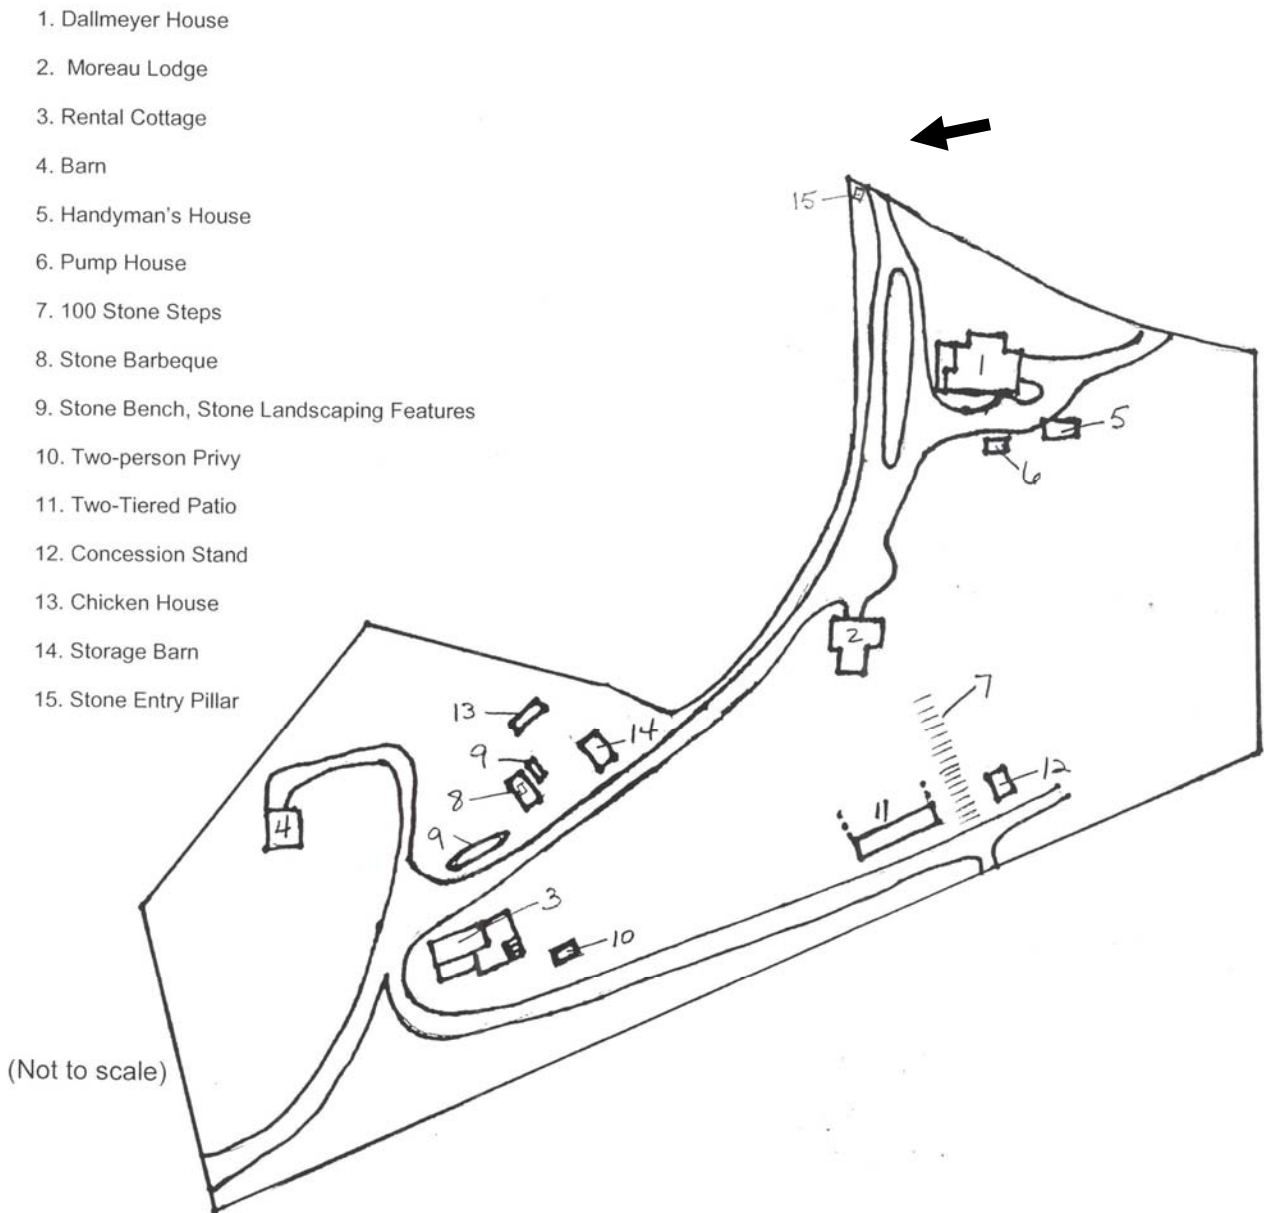 1. Dallmeyer House
2. Moreau Lodge
3. Rental Cottage
4. Barn
5. Handyman's House
6. Pump House
7. 100 Stone Steps
8. Stone Barbeque
9. Stone Bench, Stone Landscaping Features
10. Two-person Privy
11. Two-Tiered Patio
12. Concession Stand
13. Chicken House
14. Storage Barn
15. Stone Entry Pillar
15
1
5
6
2
7
13
14
9
12
8
11
4
9
3
10
(Not to scale)